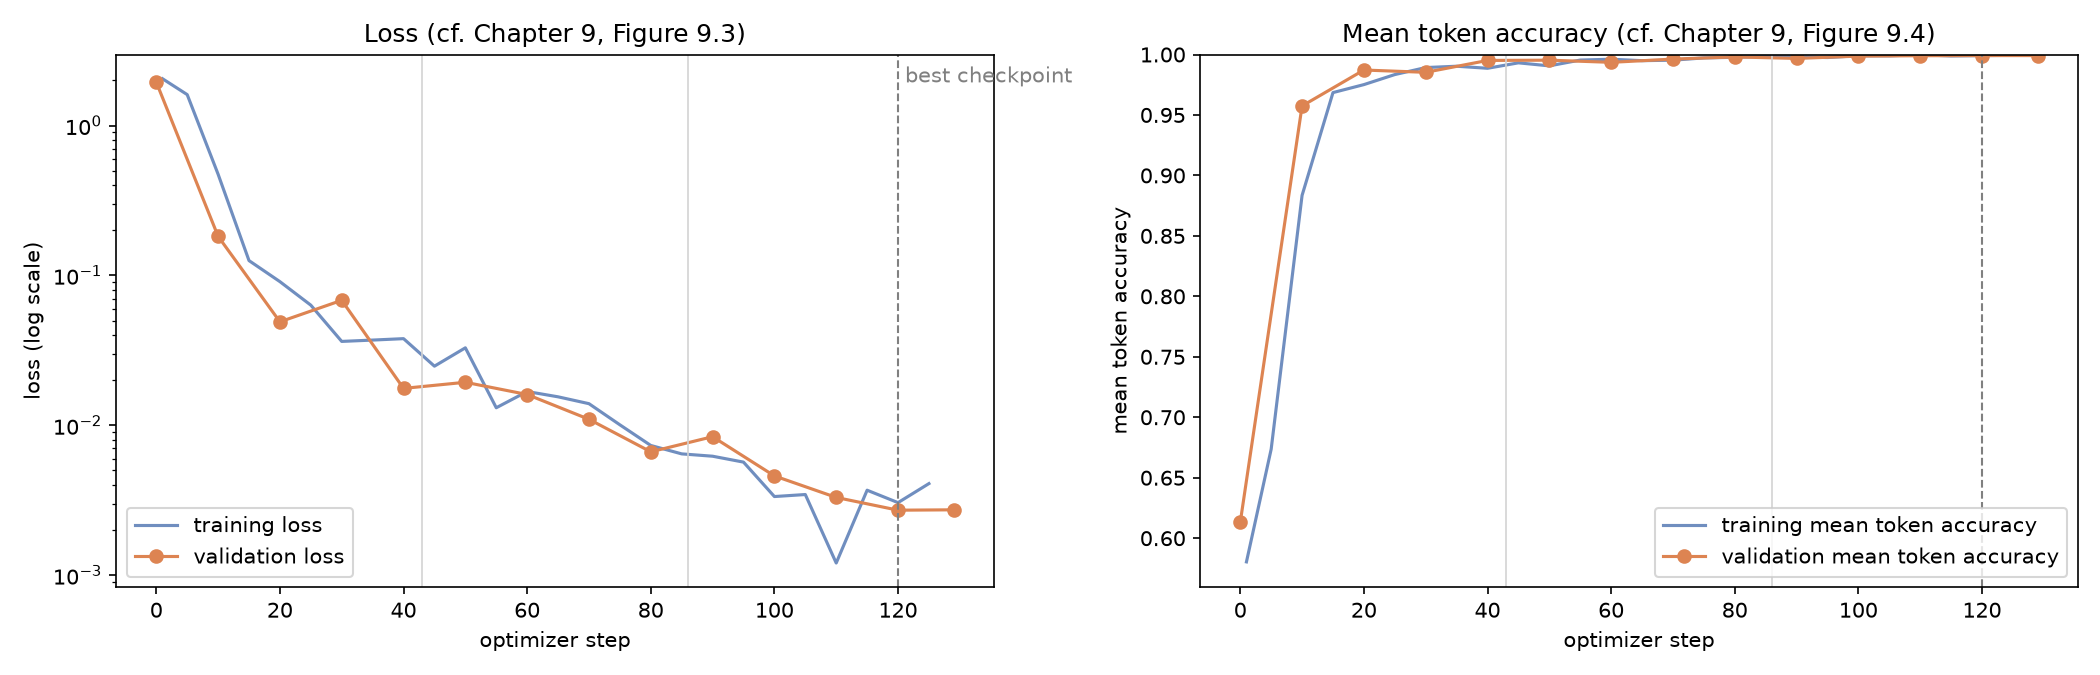 Loss (cf. Chapter 9, Figure 9.3)
best checkpoint
10⁰
10⁻¹
10⁻²
10⁻³
loss (log scale)
training loss
validation loss
0 20 40 60 80 100 120
optimizer step
Mean token accuracy (cf. Chapter 9, Figure 9.4)
1.00
0.95
0.90
0.85
0.80
0.75
0.70
0.65
0.60
mean token accuracy
training mean token accuracy
validation mean token accuracy
0 20 40 60 80 100 120
optimizer step